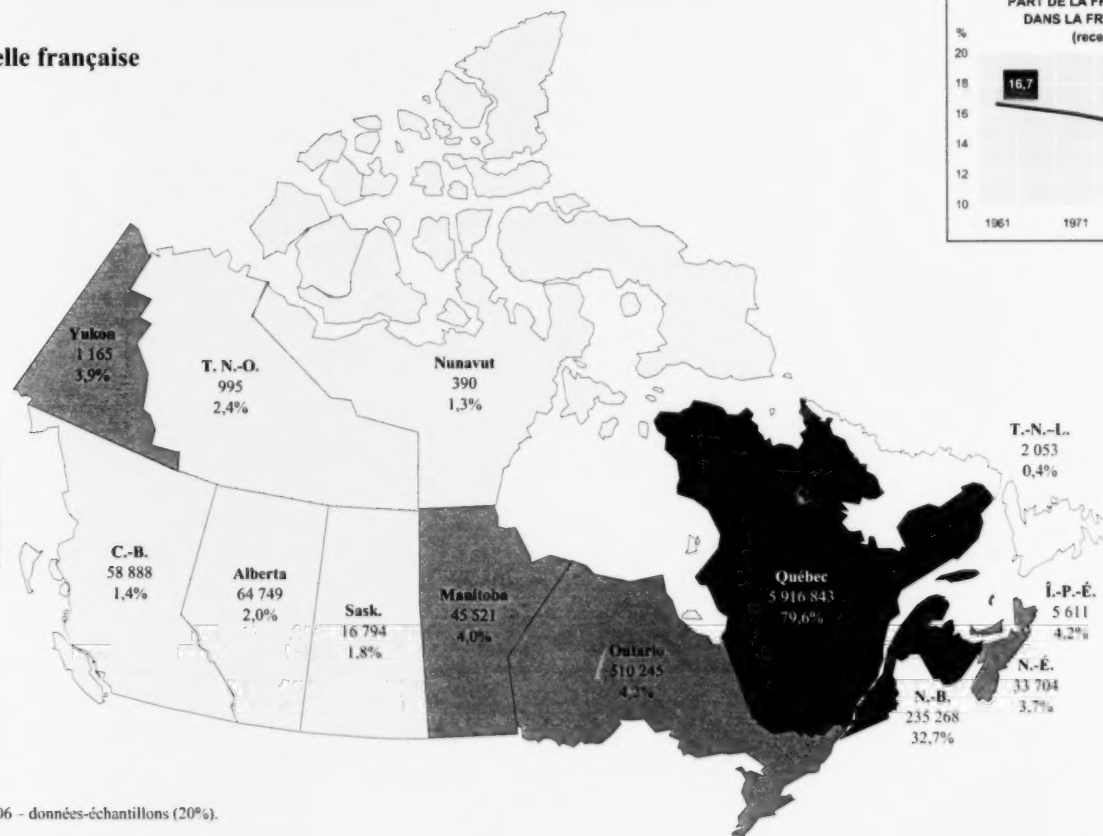 elle française
PART DE LA FR
DANS LA FR
(rece
%
20
18
16
14
12
10
16,7
1961
1971
Yukon
1 165
3,9%
T. N.-O.
995
2,4%
Nunavut
390
1,3%
T.-N.-L.
2 053
0,4%
C.-B.
58 888
1,4%
Alberta
64 749
2,0%
Sask.
16 794
1,8%
Manitoba
45 521
4,0%
Ontario
510 245
4,2%
Québec
5 916 843
79,6%
Î.-P.-É.
5 611
4,2%
N.-É.
33 704
3,7%
N.-B.
235 268
32,7%
06 - données-échantillons (20%).